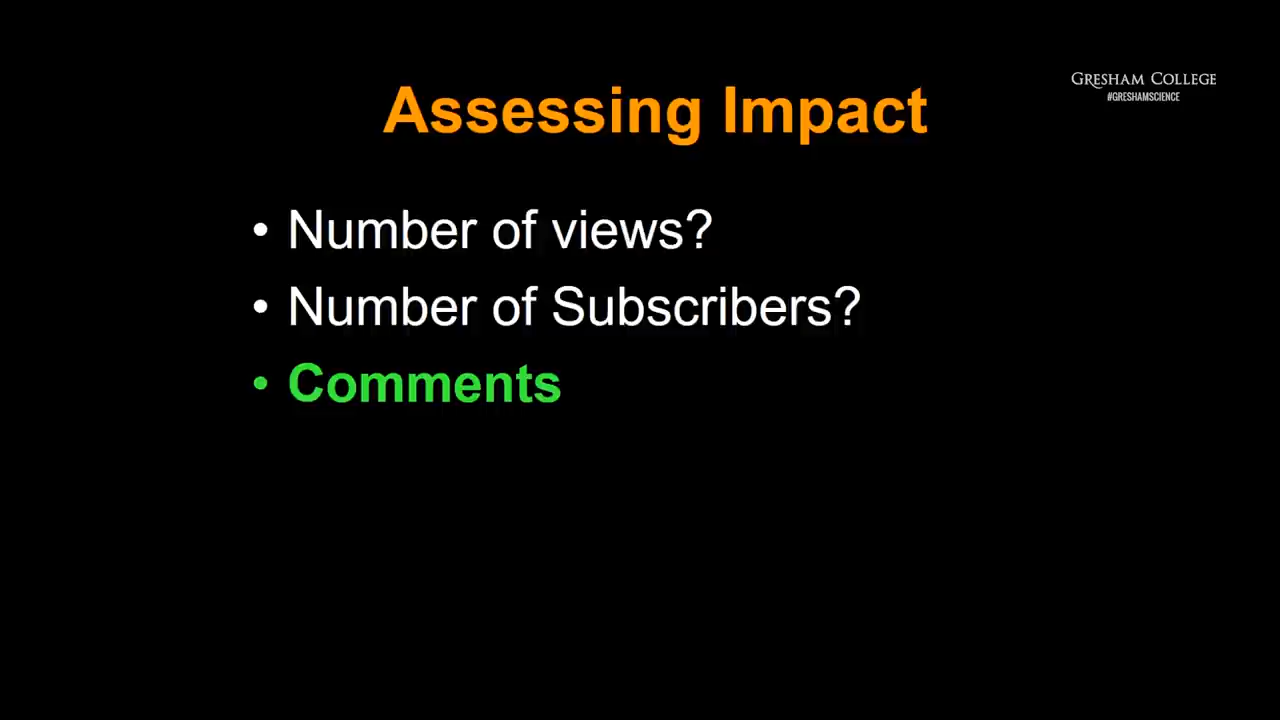 GRESHAM COLLEGE
#GRESHAMSCIENCE
Assessing Impact
• Number of views?
• Number of Subscribers?
• Comments